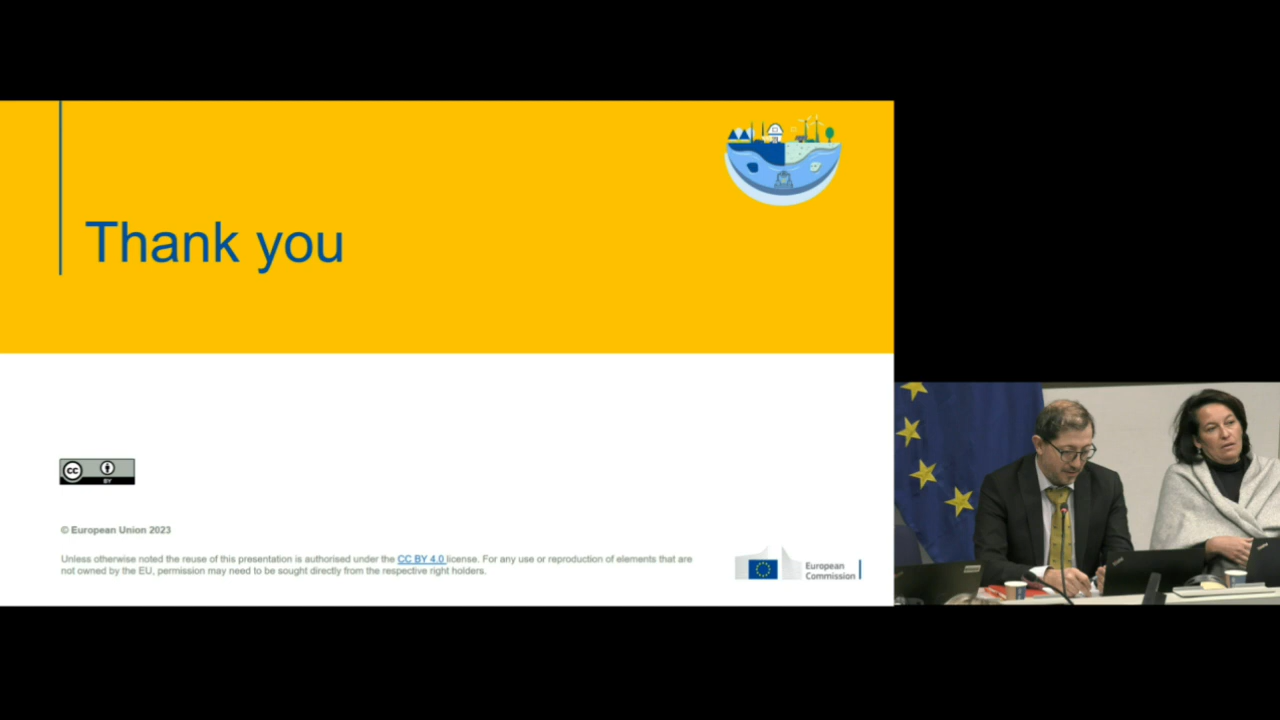 Thank you
cc
BY
© European Union 2023
Unless otherwise noted the reuse of this presentation is authorised under the CC BY 4.0 license. For any use or reproduction of elements that are
not owned by the EU, permission may need to be sought directly from the respective right holders.
European
Commission